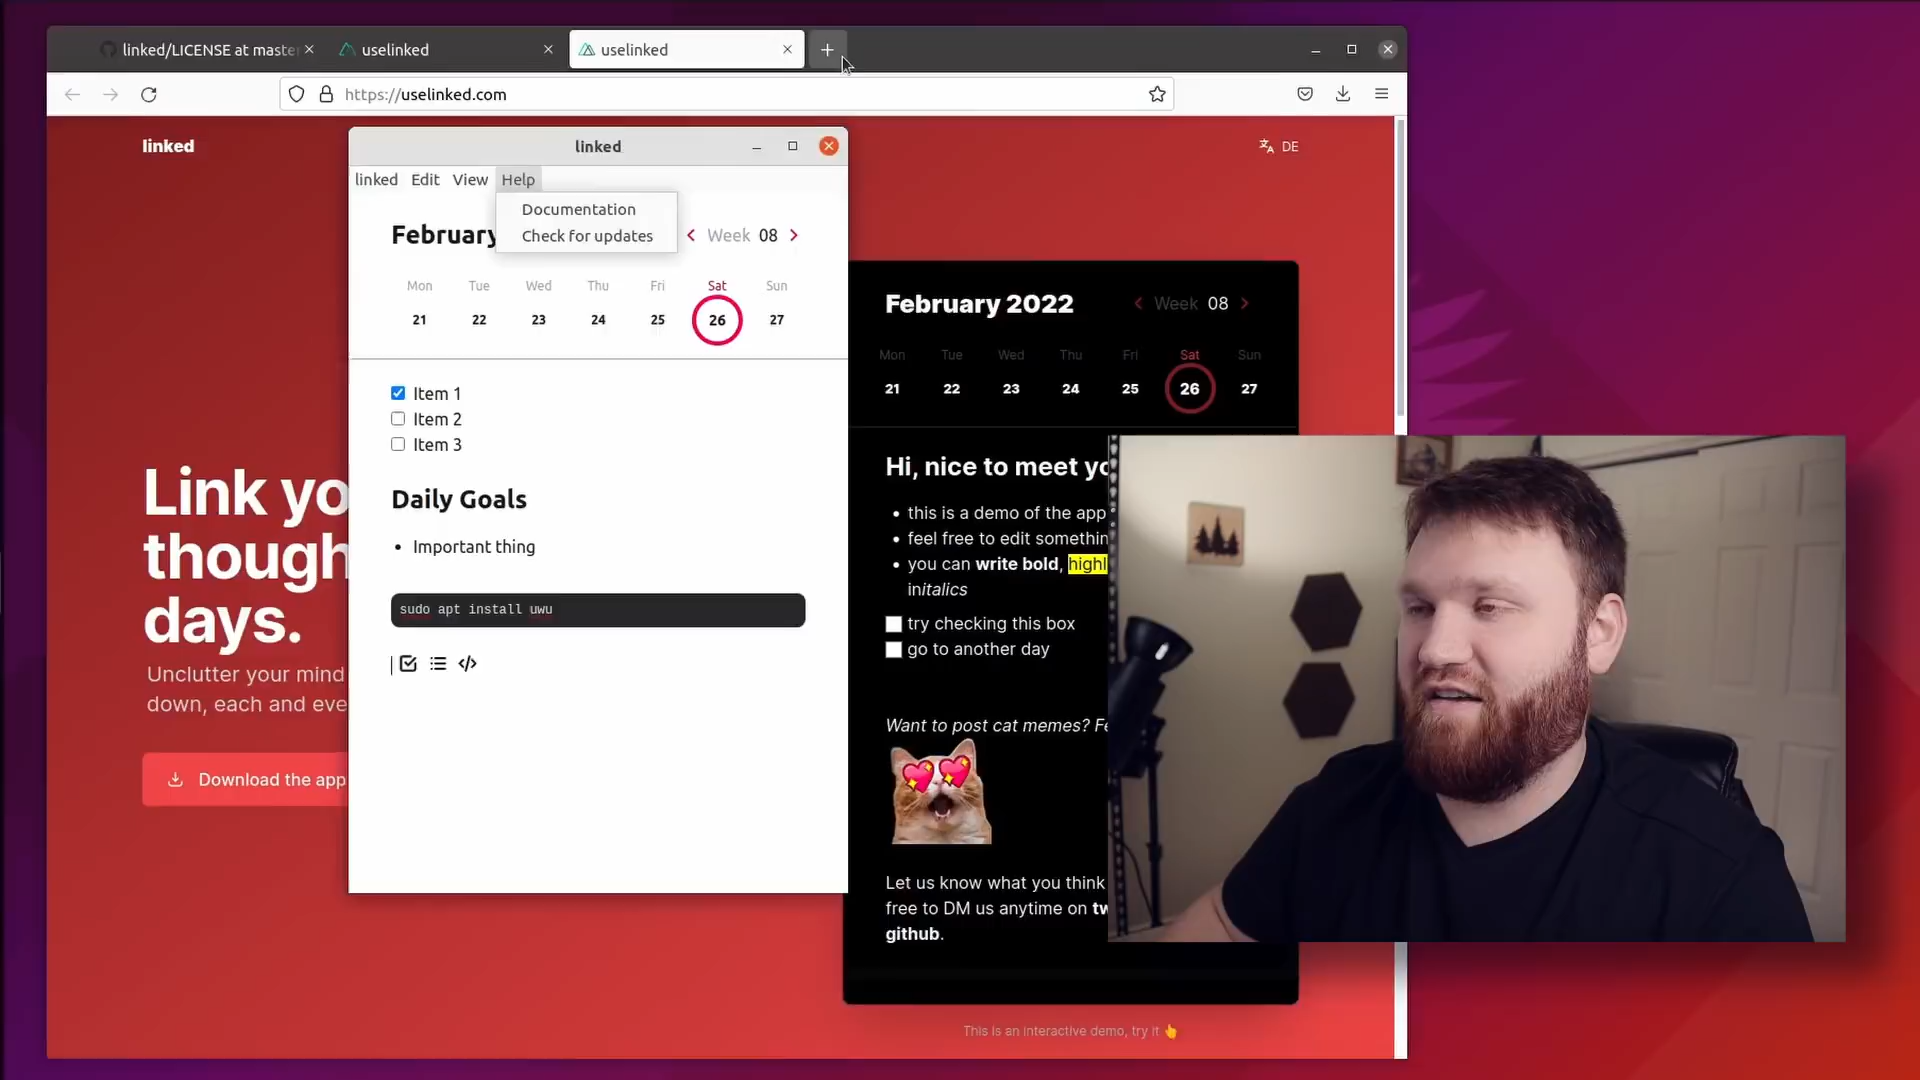 linked/LICENSE at maste
uselinked
uselinked
https://uselinked.com
linked
DE
linked
linked Edit View Help
Documentation
Check for updates
February
Week 08
Mon Tue Wed Thu Fri Sat Sun
21 22 23 24 25 26 27
Item 1
Item 2
Item 3
Daily Goals
Important thing
sudo apt install uwu
Link yo
though
days.
Unclutter your mind
down, each and eve
Download the app
February 2022
Week 08
Mon Tue Wed Thu Fri Sat Sun
21 22 23 24 25 26 27
Hi, nice to meet yo
this is a demo of the app
feel free to edit somethin
you can write bold, highl
initalics
try checking this box
go to another day
Want to post cat memes? Fe
Let us know what you think
free to DM us anytime on tw
github.
This is an interactive demo, try it 👆